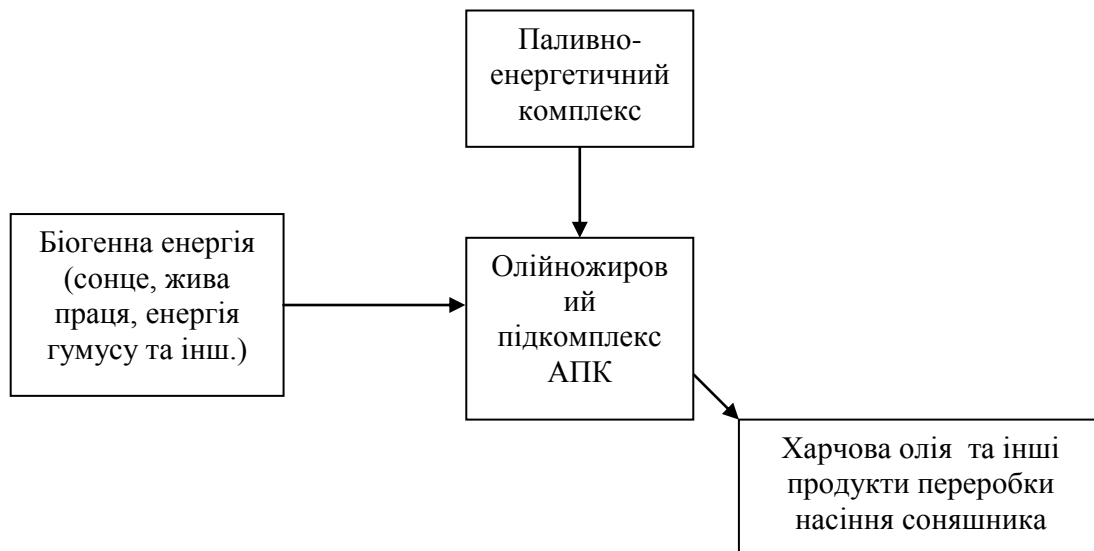 Паливно-
енергетичний
комплекс
Біогенна енергія
(сонце, жива
праця, енергія
гумусу та інш.)
Олійножиров
ий
підкомплекс
АПК
Харчова олія  та інші
продукти переробки
насіння соняшника